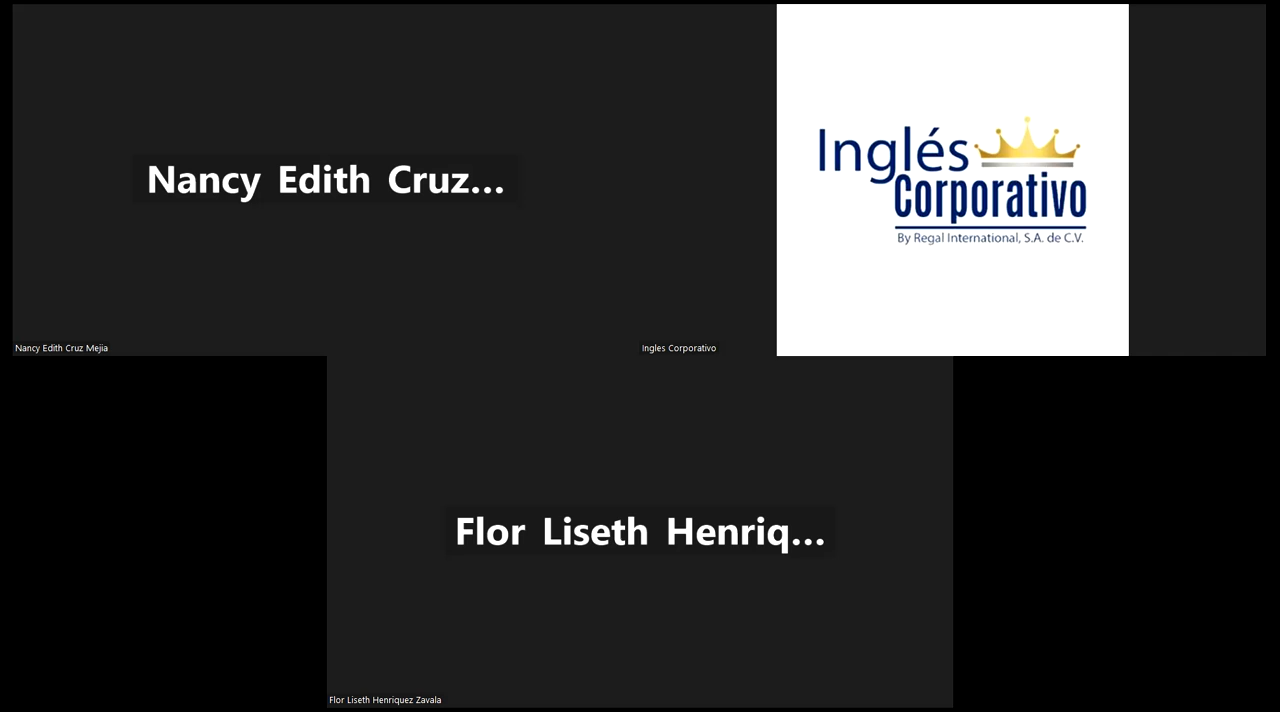 Nancy Edith Cruz...
Nancy Edith Cruz Mejia
Inglés
Corporativo
By Regal International, S.A. de C.V.
Ingles Corporativo
Flor Liseth Henriq...
Flor Liseth Henriquez Zavala